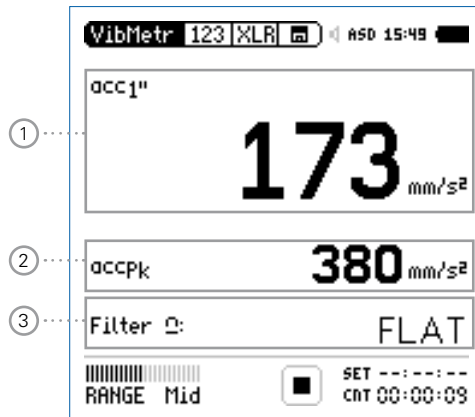 VibMetr 123 XLR ASD 15:49
acc1"
1 173 mm/s²
2 accPk 380 mm/s²
3 Filter Ω: FLAT
SET --:--:--
RANGE Mid CnT 00:00:09